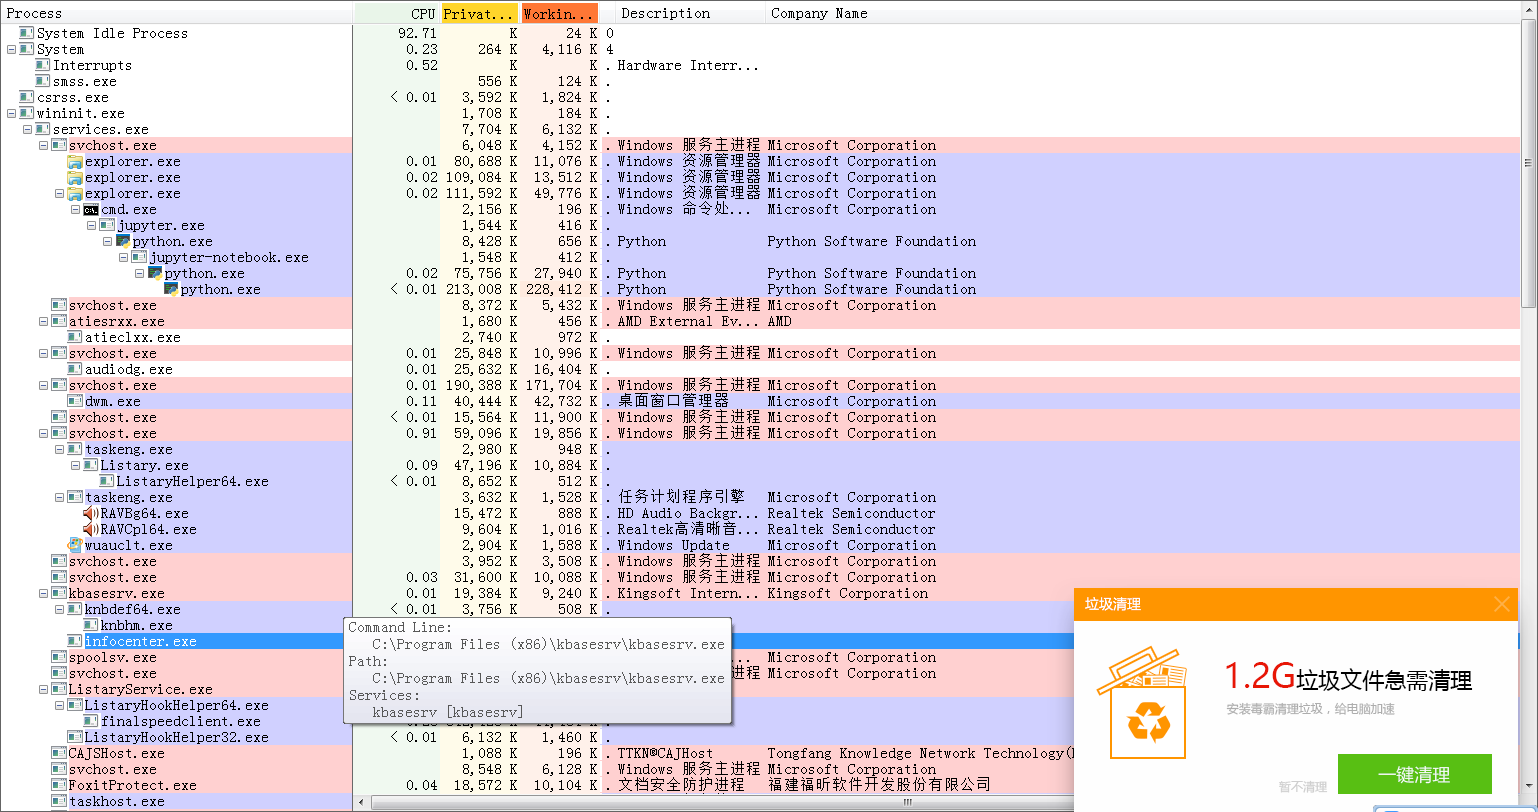 Process CPU Privat... Workin... Description Company Name
System Idle Process 92.71 K 24 K 0
System 0.23 264 K 4,116 K 4
Interrupts 0.52 K K . Hardware Interr...
smss.exe 556 K 124 K .
csrss.exe < 0.01 3,592 K 1,824 K .
wininit.exe 1,708 K 184 K .
services.exe 7,704 K 6,132 K .
svchost.exe 6,048 K 4,152 K . Windows 服务主进程 Microsoft Corporation
explorer.exe 0.01 80,688 K 11,076 K . Windows 资源管理器 Microsoft Corporation
explorer.exe 0.02 109,084 K 13,512 K . Windows 资源管理器 Microsoft Corporation
explorer.exe 0.02 111,592 K 49,776 K . Windows 资源管理器 Microsoft Corporation
cmd.exe 2,156 K 196 K . Windows 命令处... Microsoft Corporation
jupyter.exe 1,544 K 416 K .
python.exe 8,428 K 656 K . Python Python Software Foundation
jupyter-notebook.exe 1,548 K 412 K .
python.exe 0.02 75,756 K 27,940 K . Python Python Software Foundation
python.exe < 0.01 213,008 K 228,412 K . Python Python Software Foundation
svchost.exe 8,372 K 5,432 K . Windows 服务主进程 Microsoft Corporation
atiesrxx.exe 1,680 K 456 K . AMD External Ev... AMD
atieclxx.exe 2,740 K 972 K .
svchost.exe 0.01 25,848 K 10,996 K . Windows 服务主进程 Microsoft Corporation
audiodg.exe 0.01 25,632 K 16,404 K .
svchost.exe 0.01 190,388 K 171,704 K . Windows 服务主进程 Microsoft Corporation
dwm.exe 0.11 40,444 K 42,732 K . 桌面窗口管理器 Microsoft Corporation
svchost.exe < 0.01 15,564 K 11,900 K . Windows 服务主进程 Microsoft Corporation
svchost.exe 0.91 59,096 K 19,856 K . Windows 服务主进程 Microsoft Corporation
taskeng.exe 2,980 K 948 K .
Listary.exe 0.09 47,196 K 10,884 K .
ListaryHelper64.exe < 0.01 8,652 K 512 K .
taskeng.exe 3,632 K 1,528 K . 任务计划程序引擎 Microsoft Corporation
RAVBg64.exe 15,472 K 888 K . HD Audio Backgr... Realtek Semiconductor
RAVCpl64.exe 9,604 K 1,016 K . Realtek高清晰音... Realtek Semiconductor
wuauclt.exe 2,904 K 1,588 K . Windows Update Microsoft Corporation
svchost.exe 3,952 K 3,508 K . Windows 服务主进程 Microsoft Corporation
svchost.exe 0.03 31,600 K 10,088 K . Windows 服务主进程 Microsoft Corporation
kbasesrv.exe 0.01 19,384 K 9,240 K . Kingsoft Intern... Kingsoft Corporation
knbdef64.exe < 0.01 3,756 K 508 K .
knbhm.exe
infocenter.exe
spoolsv.exe Microsoft Corporation
svchost.exe Microsoft Corporation
ListaryService.exe
ListaryHookHelper64.exe
finalspeedclient.exe
ListaryHookHelper32.exe < 0.01 6,132 K 1,460 K .
CAJSHost.exe 1,088 K 196 K . TTKN®CAJHost Tongfang Knowledge Network Technology(
svchost.exe 8,548 K 6,128 K . Windows 服务主进程 Microsoft Corporation
FoxitProtect.exe 0.04 18,572 K 10,104 K . 文档安全防护进程 福建福昕软件开发股份有限公司
taskhost.exe
Command Line:
C:\Program Files (x86)\kbasesrv\kbasesrv.exe
Path:
C:\Program Files (x86)\kbasesrv\kbasesrv.exe
Services:
kbasesrv [kbasesrv]
垃圾清理
1.2G垃圾文件急需清理
安装毒霸清理垃圾，给电脑加速
暂不清理
一键清理